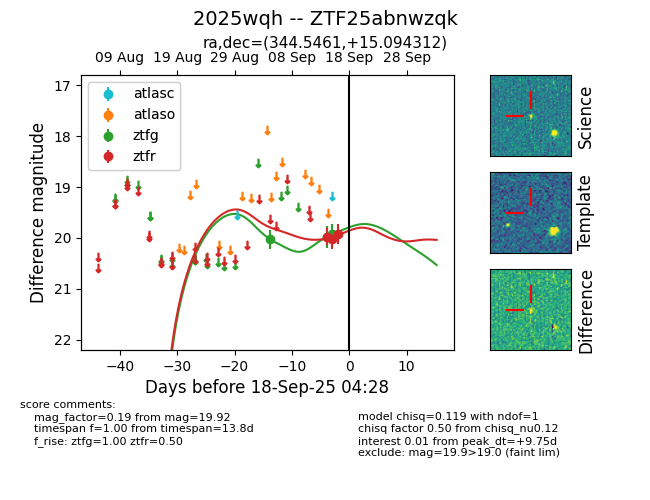 2025wqh -- ZTF25abnwzqk
ra,dec=(344.5461,+15.094312)
09 Aug 19 Aug 29 Aug 08 Sep 18 Sep 28 Sep
17
18
19
20
21
22
Difference magnitude
atlasc
atlaso
ztfg
ztfr
−40 −30 −20 −10 0 10
Days before 18-Sep-25 04:28
Science
Template
Difference
score comments:
mag_factor=0.19 from mag=19.92
timespan f=1.00 from timespan=13.8d
f_rise: ztfg=1.00 ztfr=0.50
model chisq=0.119 with ndof=1
chisq factor 0.50 from chisq_nu0.12
interest 0.01 from peak_dt=+9.75d
exclude: mag=19.9>19.0 (faint lim)